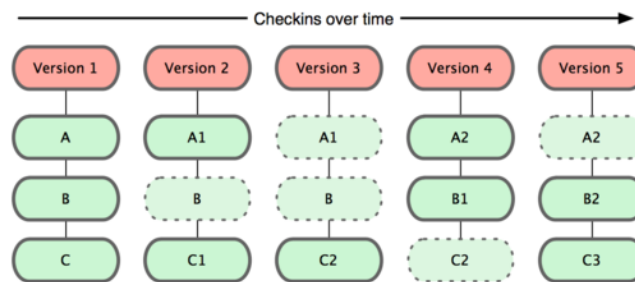 Checkins over time
Version 1 Version 2 Version 3 Version 4 Version 5
A A1 A1 A2 A2
B B B B1 B2
C C1 C2 C2 C3